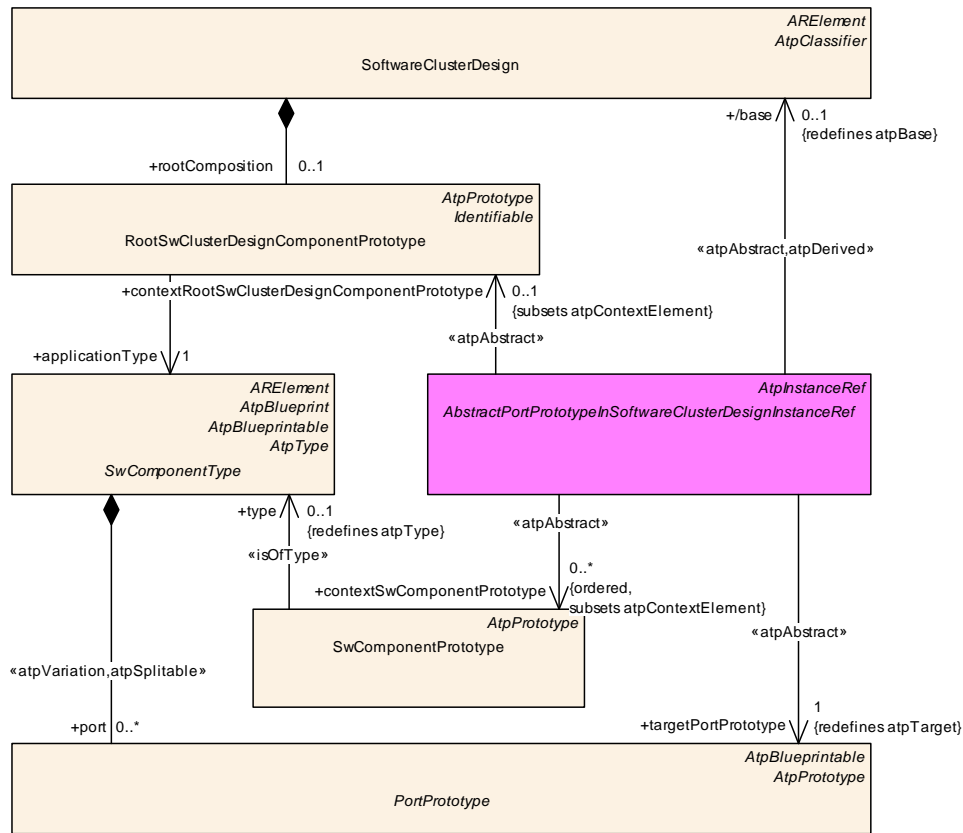 ARElement
AtpClassifier
SoftwareClusterDesign
+/base 0..1
{redefines atpBase}
+rootComposition 0..1
AtpPrototype
Identifiable
RootSwClusterDesignComponentPrototype
«atpAbstract,atpDerived»
+contextRootSwClusterDesignComponentPrototype 0..1
{subsets atpContextElement}
«atpAbstract»
+applicationType 1
ARElement
AtpBlueprint
AtpBlueprintable
AtpType
SwComponentType
AtpInstanceRef
AbstractPortPrototypeInSoftwareClusterDesignInstanceRef
+type 0..1
{redefines atpType}
«isOfType»
«atpAbstract»
0..*
+contextSwComponentPrototype {ordered,
subsets atpContextElement}
AtpPrototype
SwComponentPrototype
«atpAbstract»
«atpVariation,atpSplitable»
+port 0..*
1
+targetPortPrototype {redefines atpTarget}
AtpBlueprintable
AtpPrototype
PortPrototype